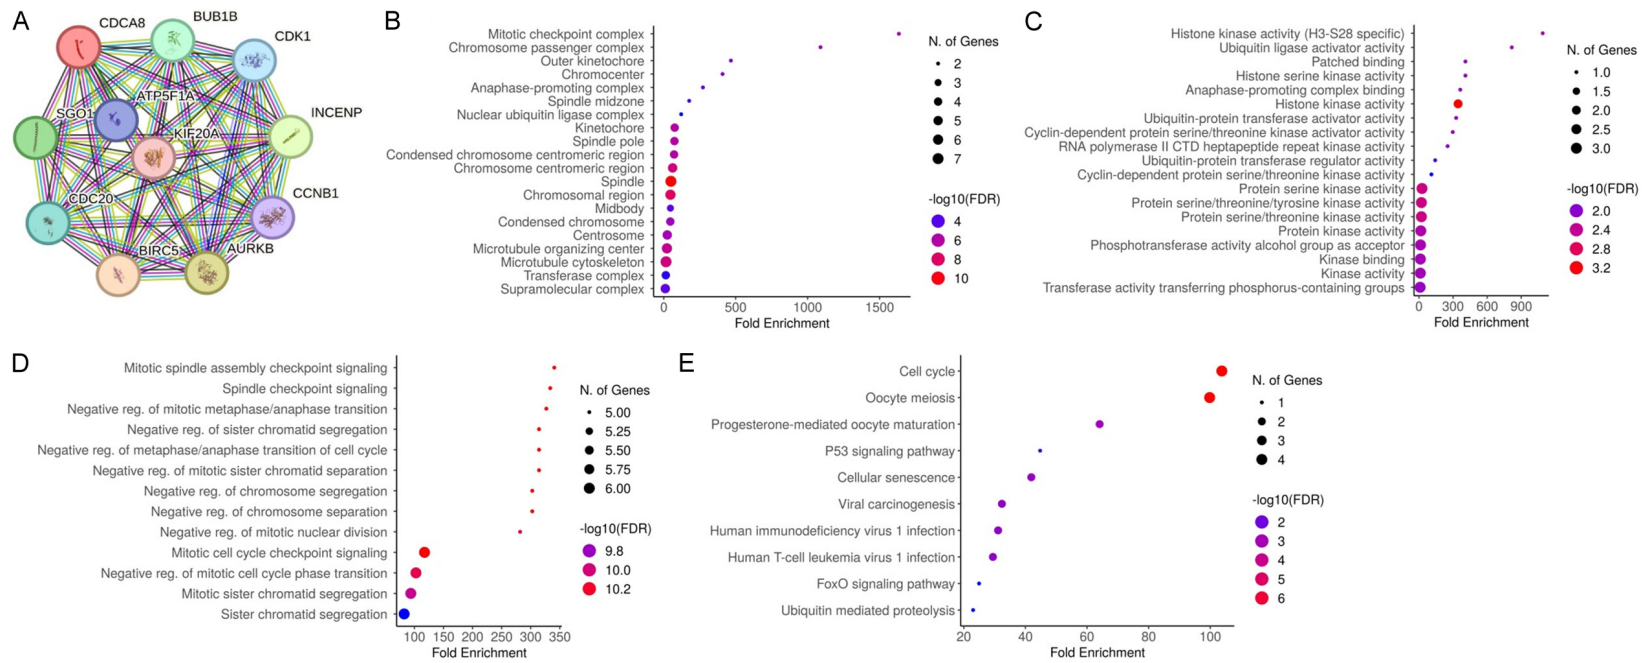 A
CDCA8
BUB1B
CDK1
ATP5F1A
SGO1
INCENP
KIF20A
CDC20
CCNB1
BIRC5
AURKB
B
Mitotic checkpoint complex
Chromosome passenger complex
Outer kinetochore
Chromocenter
Anaphase-promoting complex
Spindle midzone
Nuclear ubiquitin ligase complex
Kinetochore
Spindle pole
Condensed chromosome centromeric region
Chromosome centromeric region
Spindle
Chromosomal region
Midbody
Condensed chromosome
Centrosome
Microtubule organizing center
Microtubule cytoskeleton
Transferase complex
Supramolecular complex
0 500 1000 1500
Fold Enrichment
N. of Genes
2
3
4
5
6
7
-log10(FDR)
4
6
8
10
C
Histone kinase activity (H3-S28 specific)
Ubiquitin ligase activator activity
Patched binding
Histone serine kinase activity
Anaphase-promoting complex binding
Histone kinase activity
Ubiquitin-protein transferase activator activity
Cyclin-dependent protein serine/threonine kinase activator activity
RNA polymerase II CTD heptapeptide repeat kinase activity
Ubiquitin-protein transferase regulator activity
Cyclin-dependent protein serine/threonine kinase activity
Protein serine kinase activity
Protein serine/threonine/tyrosine kinase activity
Protein serine/threonine kinase activity
Protein kinase activity
Phosphotransferase activity alcohol group as acceptor
Kinase binding
Kinase activity
Transferase activity transferring phosphorus-containing groups
0 300 600 900
Fold Enrichment
N. of Genes
1.0
1.5
2.0
2.5
3.0
-log10(FDR)
2.0
2.4
2.8
3.2
D
Mitotic spindle assembly checkpoint signaling
Spindle checkpoint signaling
Negative reg. of mitotic metaphase/anaphase transition
Negative reg. of sister chromatid segregation
Negative reg. of metaphase/anaphase transition of cell cycle
Negative reg. of mitotic sister chromatid separation
Negative reg. of chromosome segregation
Negative reg. of chromosome separation
Negative reg. of mitotic nuclear division
Mitotic cell cycle checkpoint signaling
Negative reg. of mitotic cell cycle phase transition
Mitotic sister chromatid segregation
Sister chromatid segregation
100 150 200 250 300 350
Fold Enrichment
N. of Genes
5.00
5.25
5.50
5.75
6.00
-log10(FDR)
9.8
10.0
10.2
E
Cell cycle
Oocyte meiosis
Progesterone-mediated oocyte maturation
P53 signaling pathway
Cellular senescence
Viral carcinogenesis
Human immunodeficiency virus 1 infection
Human T-cell leukemia virus 1 infection
FoxO signaling pathway
Ubiquitin mediated proteolysis
20 40 60 80 100
Fold Enrichment
N. of Genes
1
2
3
4
-log10(FDR)
2
3
4
5
6